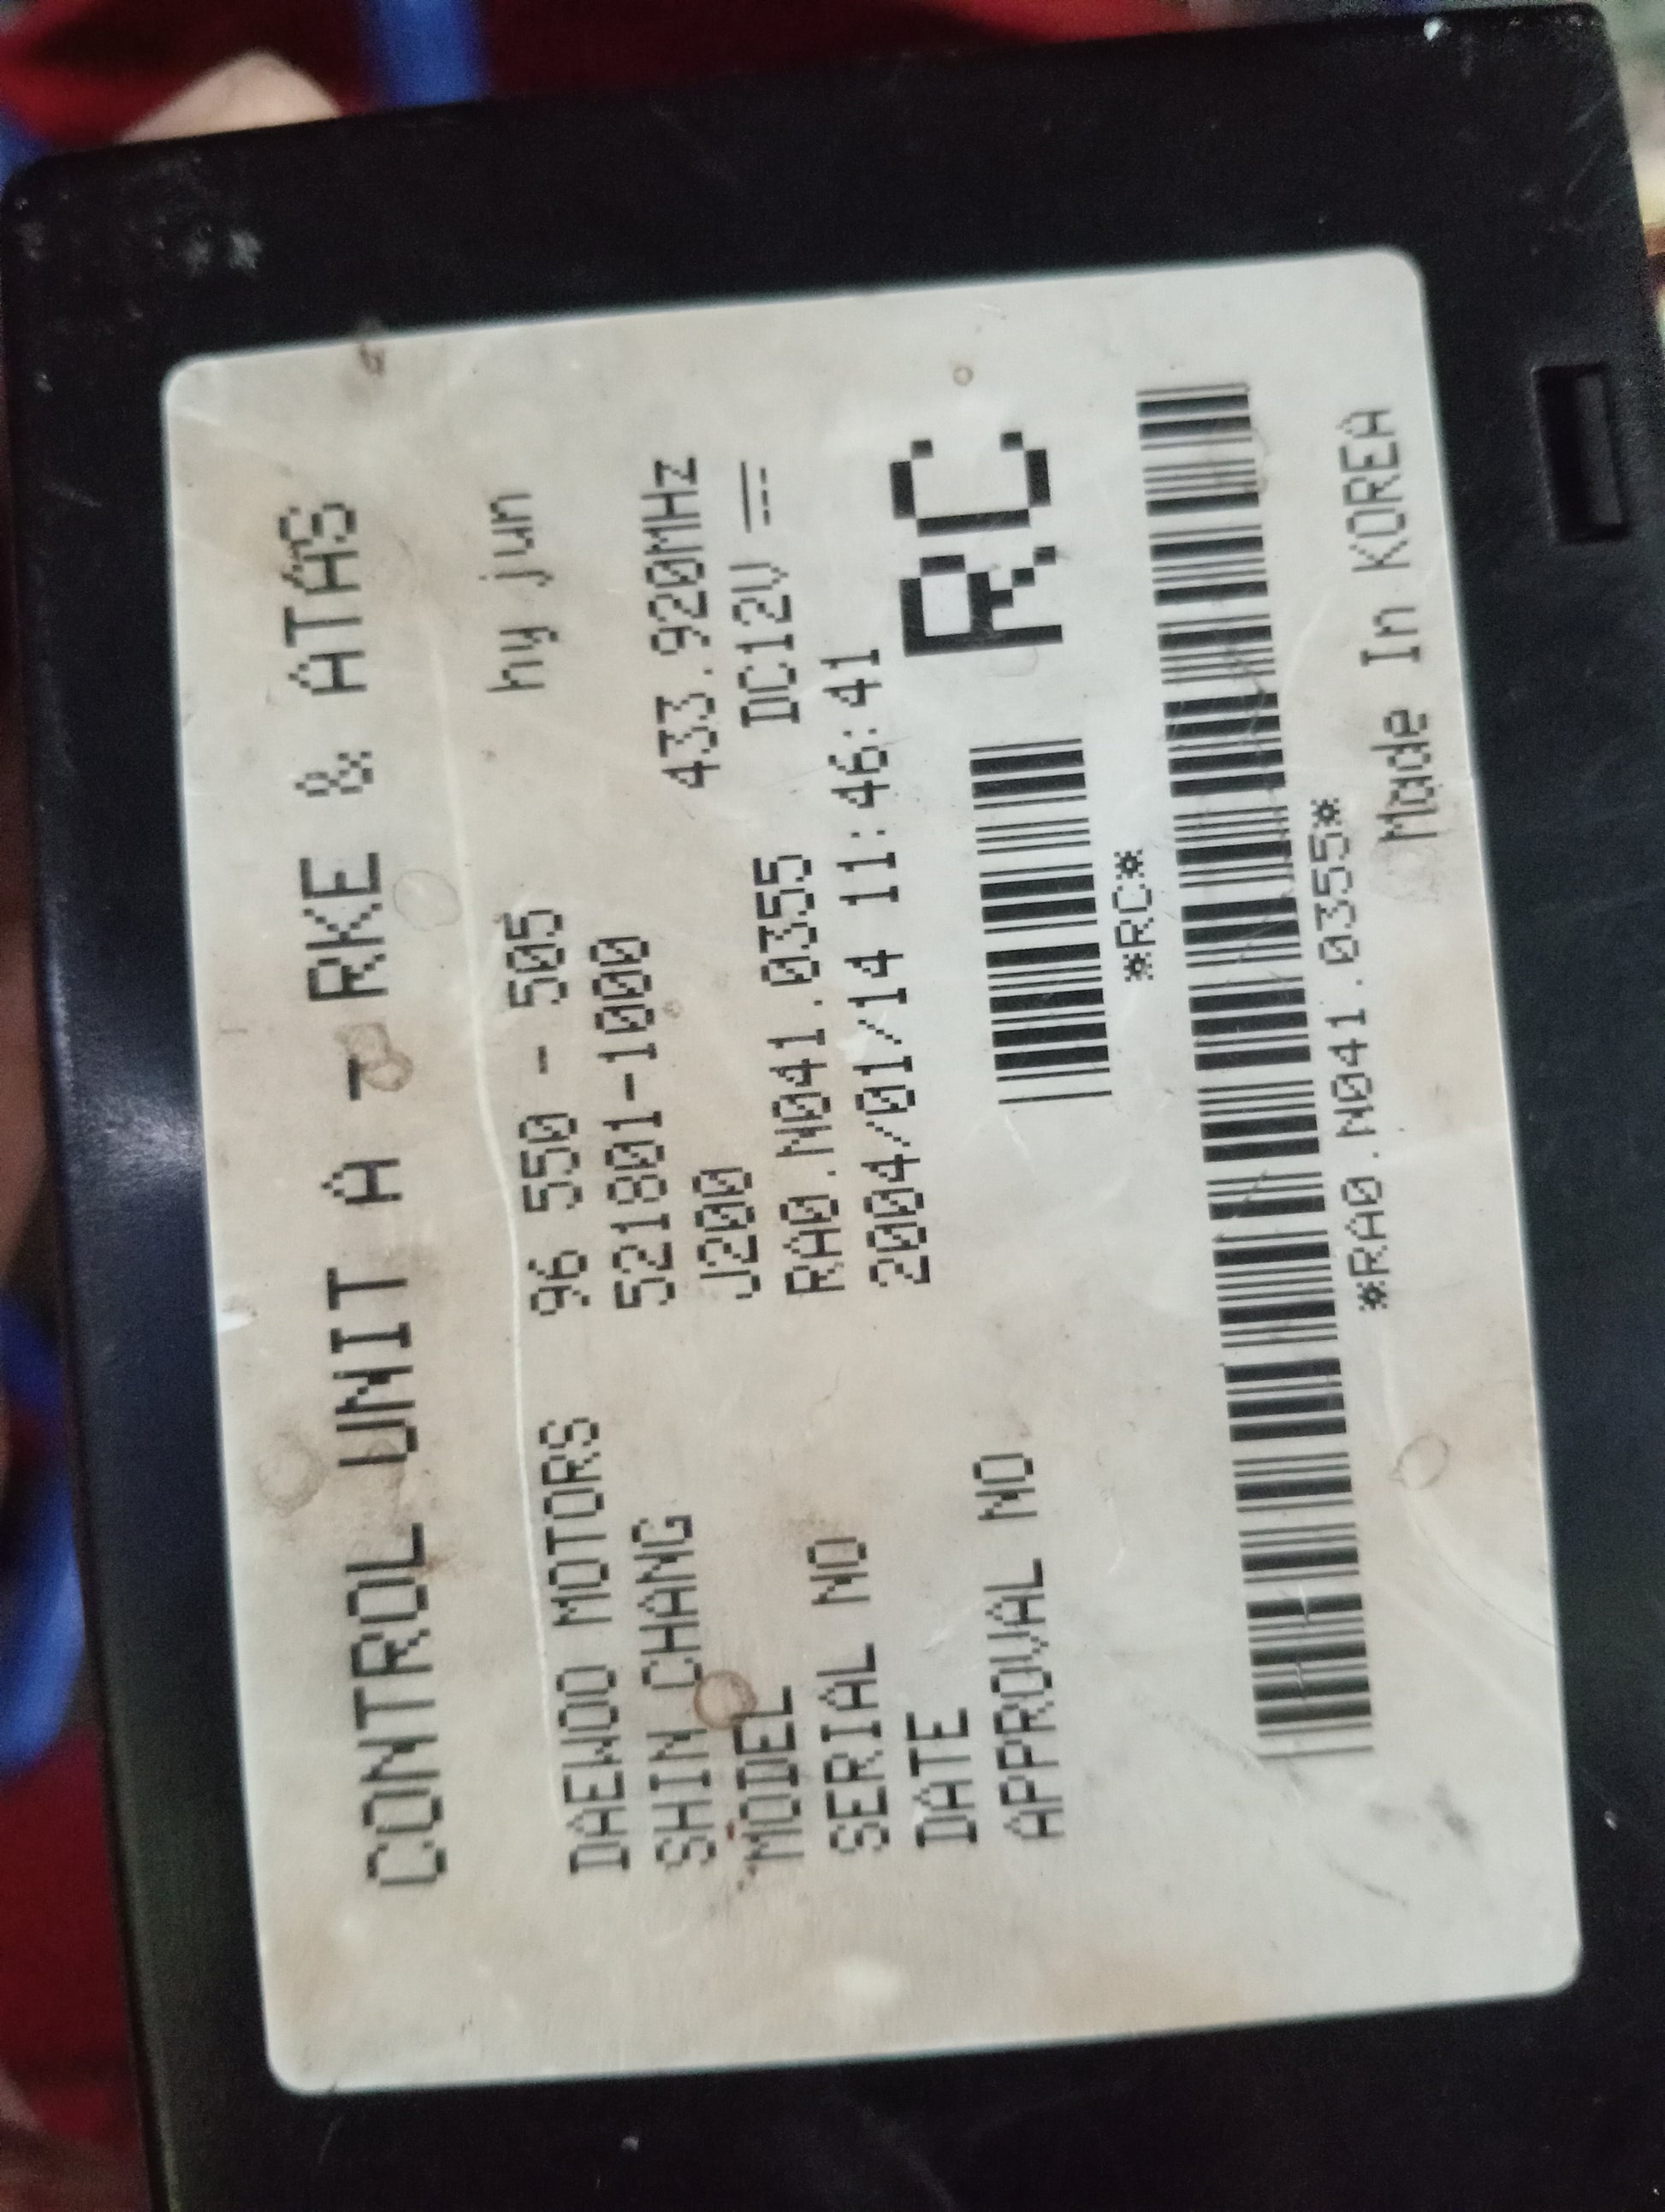 CONTROL UNIT A - RKE & ATAS
hy jun
DAEWOO MOTORS 96 550 - 505
SHIN CHANG 52181-1000 433.920MHz
MODEL J200 DC12V
SERIAL NO RA0.N041.0355
DATE 2004/01/14 11:46:41
APPROVAL NO
RC
*RC*
*RA0.N041.0355*
Made In KOREA